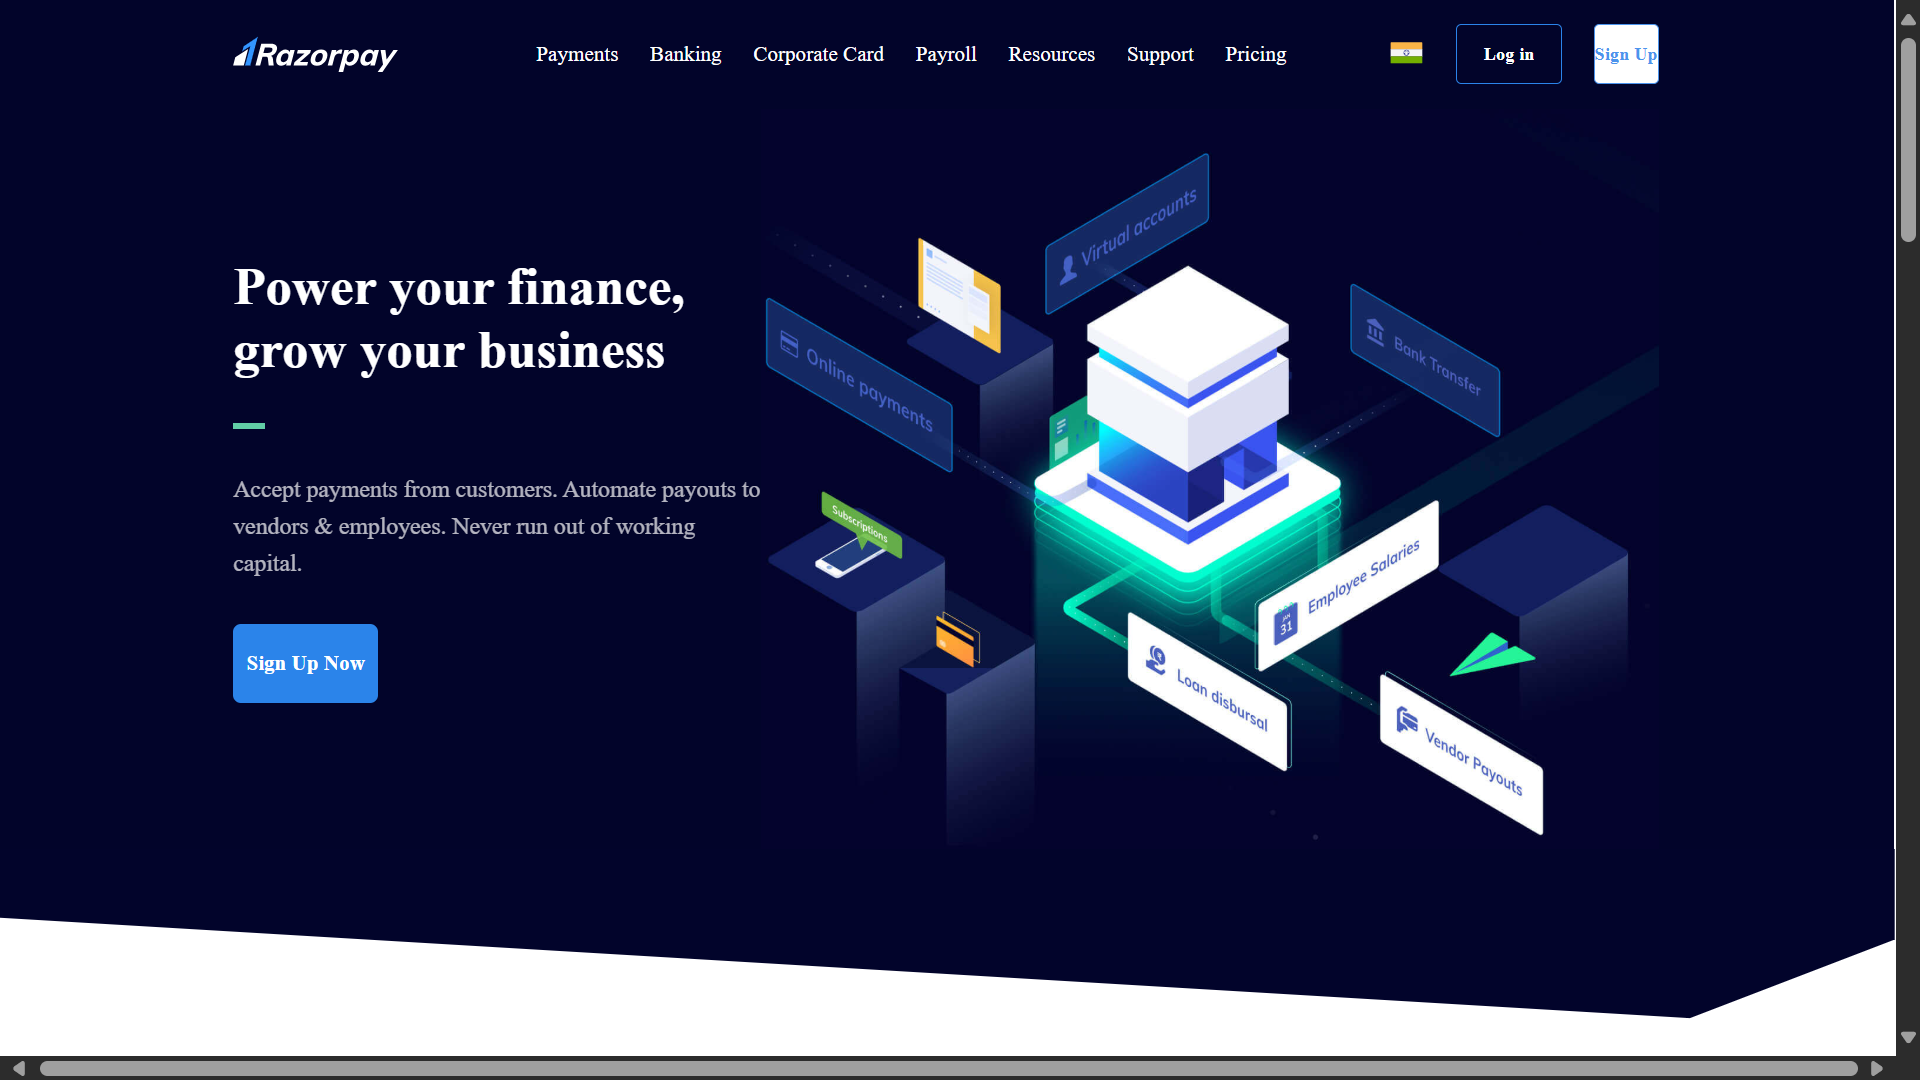 Razorpay
Payments
Banking
Corporate Card
Payroll
Resources
Support
Pricing
Log in
Sign Up
Power your finance,
grow your business
Accept payments from customers. Automate payouts to
vendors & employees. Never run out of working
capital.
Sign Up Now
Virtual accounts
Online payments
Bank Transfer
Subscriptions
Employee Salaries
JAN
31
Loan disbursal
Vendor Payouts